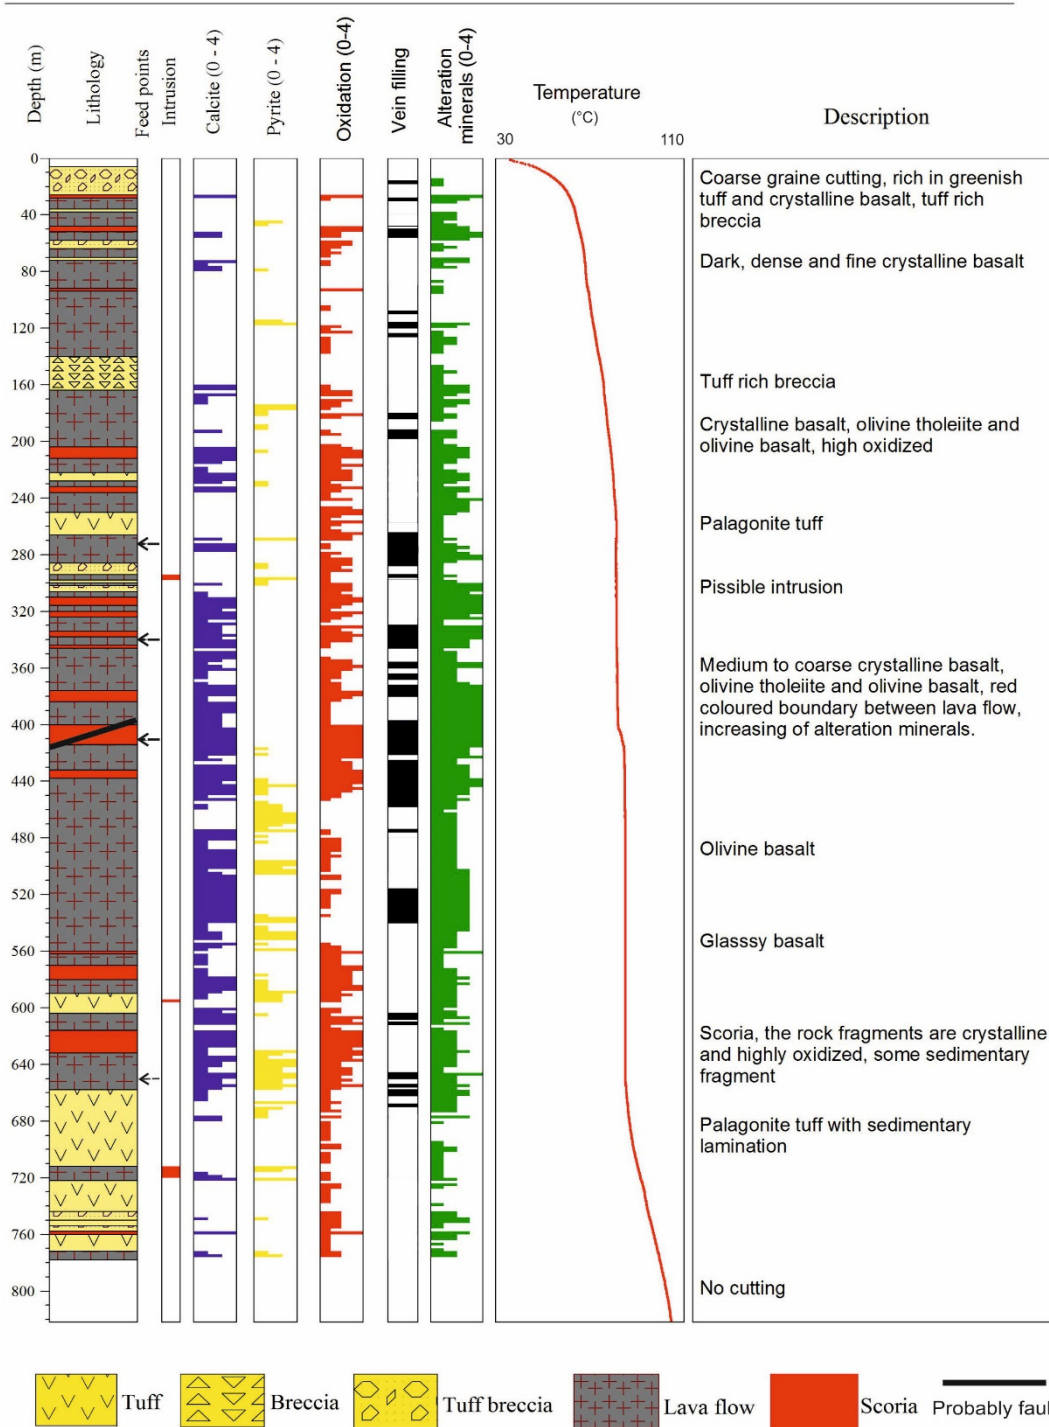 Depth (m)
Lithology
Feed points
Intrusion
Calcite (0 - 4)
Pyrite (0 - 4)
Oxidation (0-4)
Vein filling
Alteration
minerals (0-4)
Temperature
(°C)
30
110
Description
0
40
80
120
160
200
240
280
320
360
400
440
480
520
560
600
640
680
720
760
800
Coarse graine cutting, rich in greenish
tuff and crystalline basalt, tuff rich
breccia
Dark, dense and fine crystalline basalt
Tuff rich breccia
Crystalline basalt, olivine tholeiite and
olivine basalt, high oxidized
Palagonite tuff
Pissible intrusion
Medium to coarse crystalline basalt,
olivine tholeiite and olivine basalt, red
coloured boundary between lava flow,
increasing of alteration minerals.
Olivine basalt
Glasssy basalt
Scoria, the rock fragments are crystalline
and highly oxidized, some sedimentary
fragment
Palagonite tuff with sedimentary
lamination
No cutting
Tuff
Breccia
Tuff breccia
Lava flow
Scoria
Probably faul